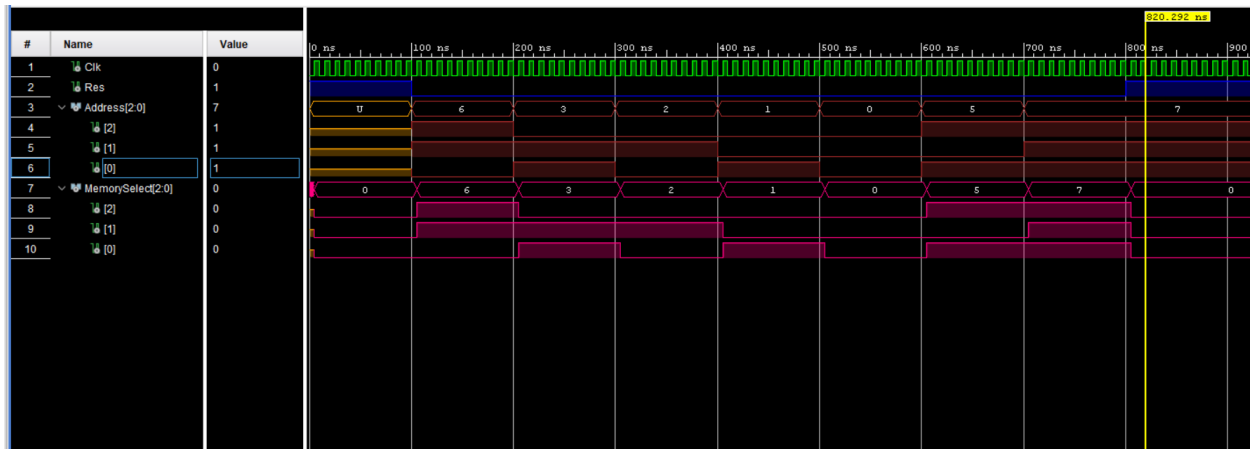 820.292 ns
# Name Value
0 ns 100 ns 200 ns 300 ns 400 ns 500 ns 600 ns 700 ns 800 ns 900
1 Clk 0
2 Res 1
3 Address[2:0] 7 U 6 3 2 1 0 5 7
4 [2] 1
5 [1] 1
6 [0] 1
7 MemorySelect[2:0] 0 0 6 3 2 1 0 5 7 0
8 [2] 0
9 [1] 0
10 [0] 0